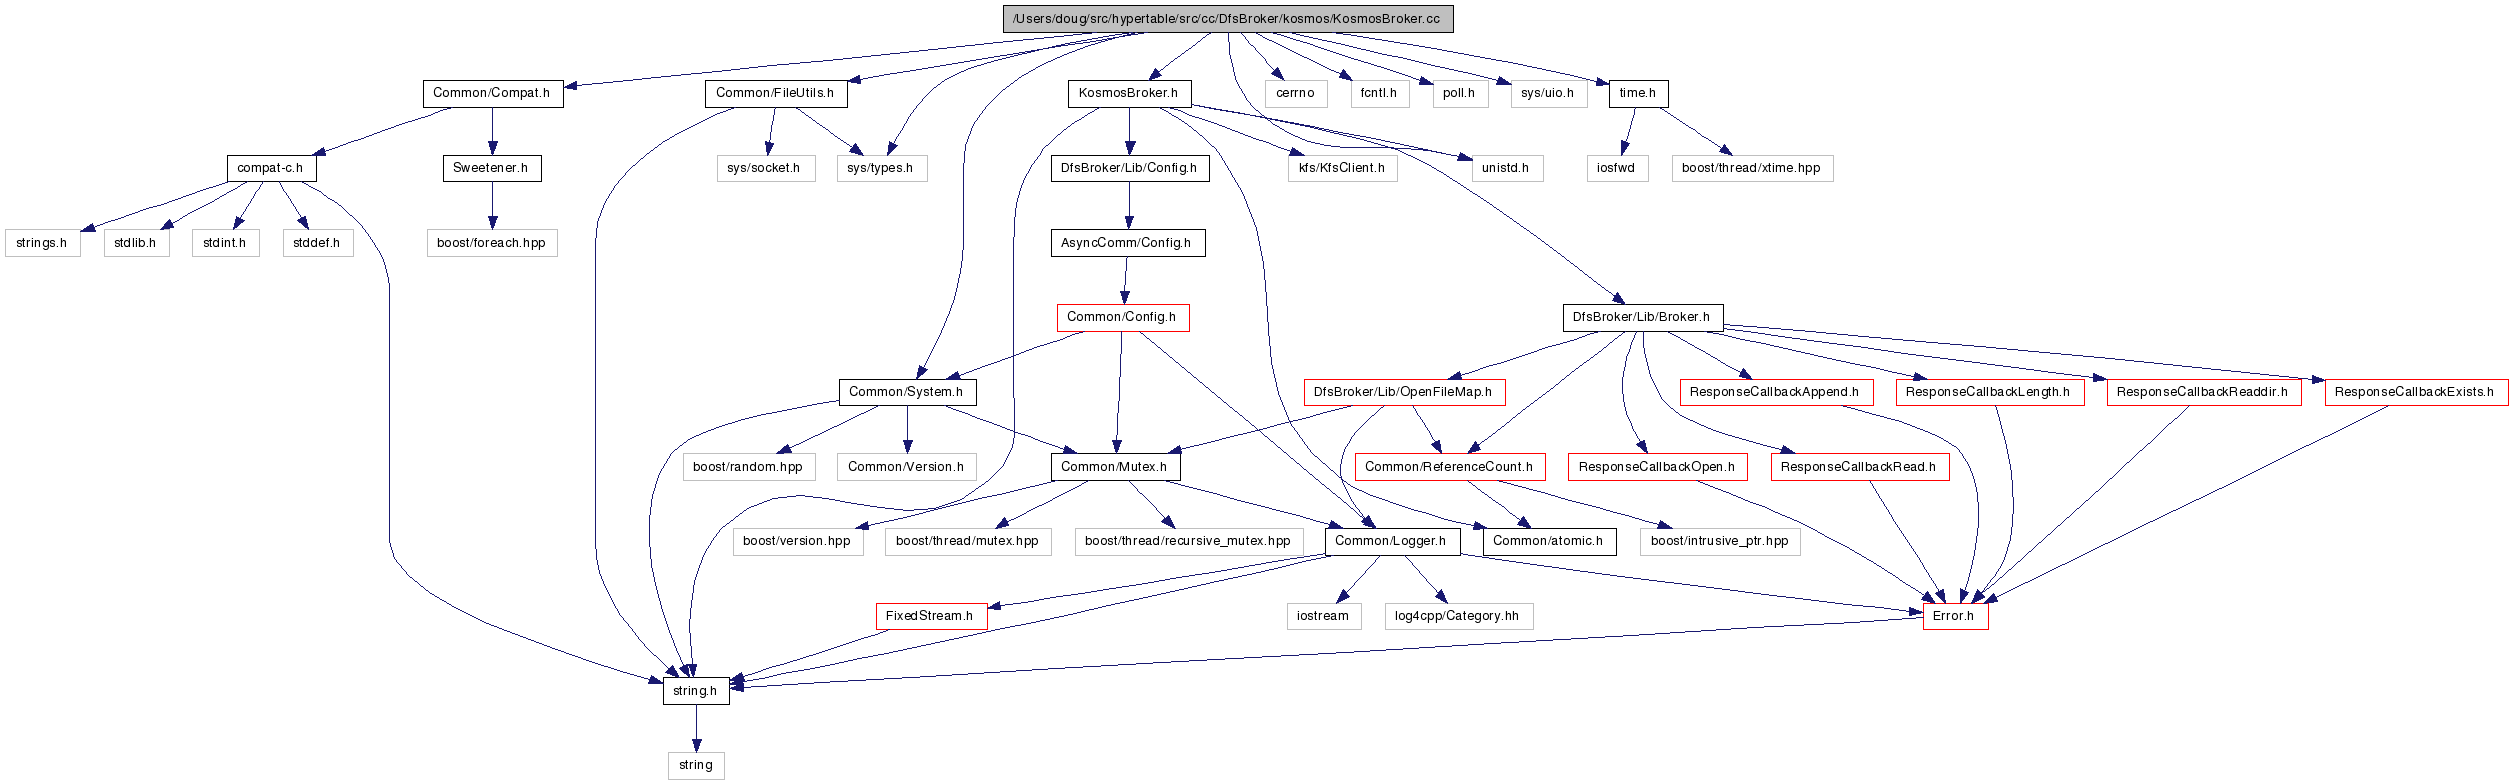 /Users/doug/src/hypertable/src/cc/DfsBroker/kosmos/KosmosBroker.cc
Common/Compat.h
Common/FileUtils.h
KosmosBroker.h
cerrno
fcntl.h
poll.h
sys/uio.h
time.h
compat-c.h
Sweetener.h
sys/socket.h
sys/types.h
DfsBroker/Lib/Config.h
kfs/KfsClient.h
unistd.h
iosfwd
boost/thread/xtime.hpp
strings.h
stdlib.h
stdint.h
stddef.h
boost/foreach.hpp
AsyncComm/Config.h
Common/Config.h
DfsBroker/Lib/Broker.h
Common/System.h
DfsBroker/Lib/OpenFileMap.h
ResponseCallbackAppend.h
ResponseCallbackLength.h
ResponseCallbackReaddir.h
ResponseCallbackExists.h
boost/random.hpp
Common/Version.h
Common/Mutex.h
Common/ReferenceCount.h
ResponseCallbackOpen.h
ResponseCallbackRead.h
boost/version.hpp
boost/thread/mutex.hpp
boost/thread/recursive_mutex.hpp
Common/Logger.h
Common/atomic.h
boost/intrusive_ptr.hpp
FixedStream.h
iostream
log4cpp/Category.hh
Error.h
string.h
string